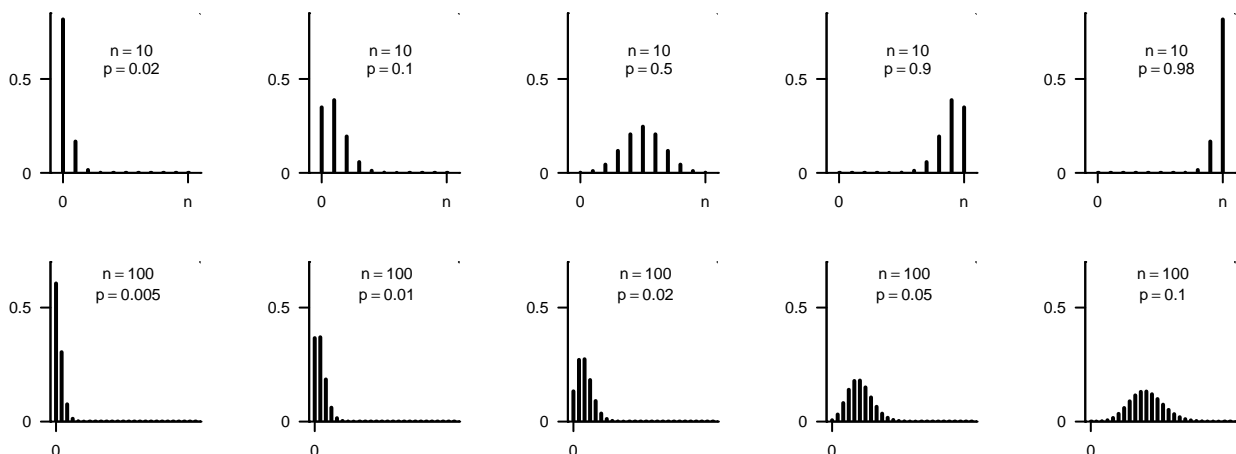 n = 10
p = 0.02
0.5
0
0
n
n = 10
p = 0.1
0.5
0
0
n
n = 10
p = 0.5
0.5
0
0
n
n = 10
p = 0.9
0.5
0
0
n
n = 10
p = 0.98
0.5
0
0
n
n = 100
p = 0.005
0.5
0
0
n = 100
p = 0.01
0.5
0
0
n = 100
p = 0.02
0.5
0
0
n = 100
p = 0.05
0.5
0
0
n = 100
p = 0.1
0.5
0
0